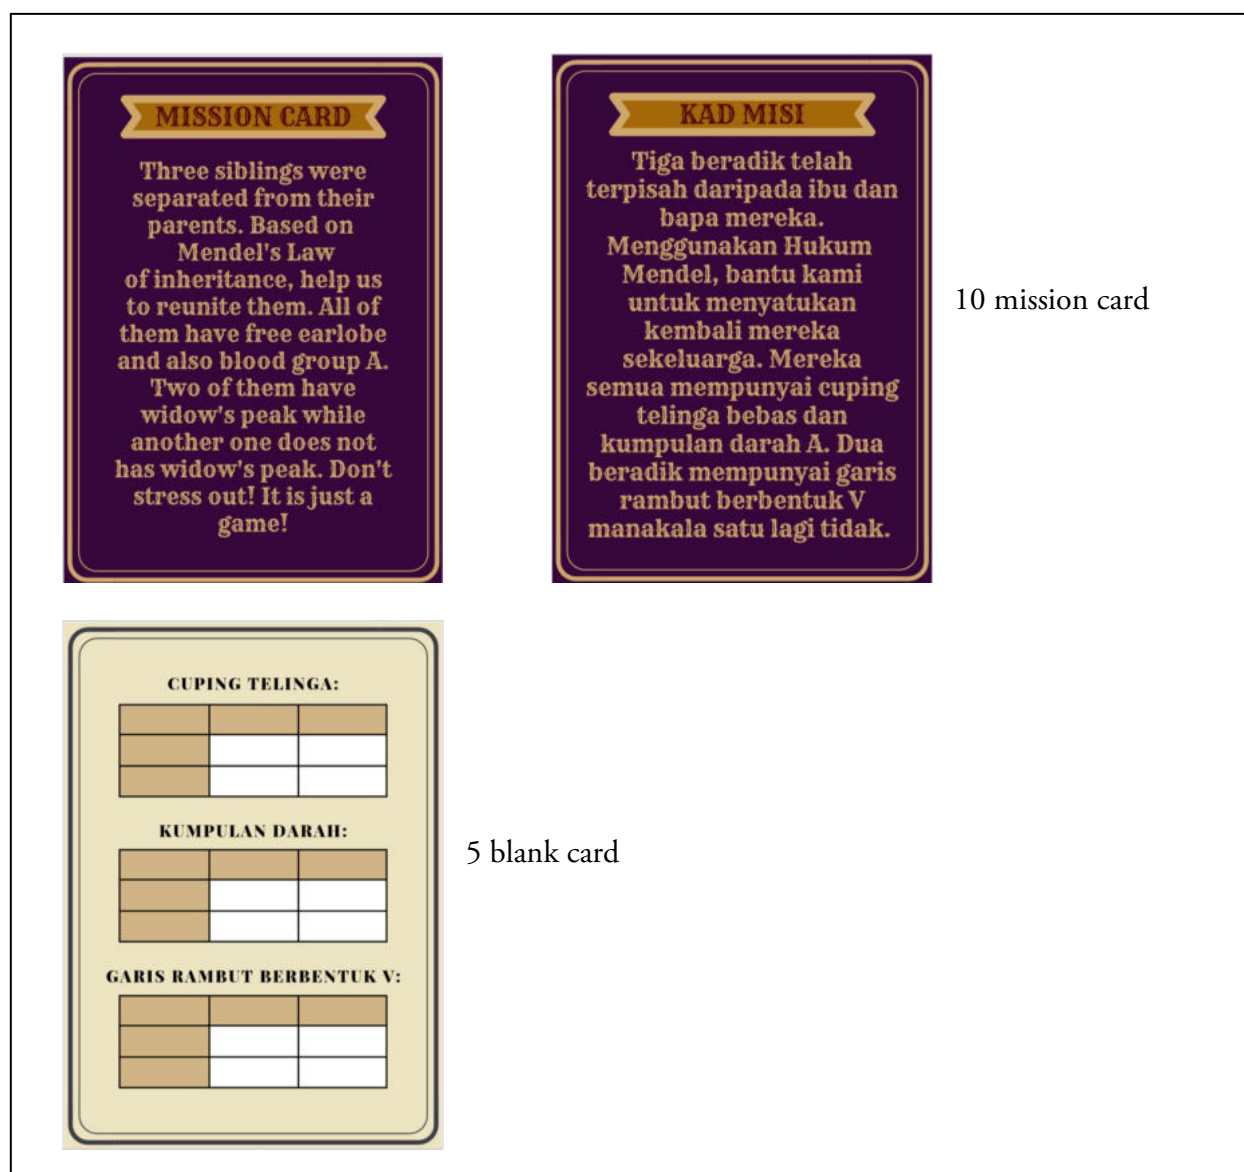 MISSION CARD
Three siblings were
separated from their
parents. Based on
Mendel's Law
of inheritance, help us
to reunite them. All of
them have free earlobe
and also blood group A.
Two of them have
widow's peak while
another one does not
has widow's peak. Don't
stress out! It is just a
game!
KAD MISI
Tiga beradik telah
terpisah daripada ibu dan
bapa mereka.
Menggunakan Hukum
Mendel, bantu kami
untuk menyatukan
kembali mereka
sekeluarga. Mereka
semua mempunyai cuping
telinga bebas dan
kumpulan darah A. Dua
beradik mempunyai garis
rambut berbentuk V
manakala satu lagi tidak.
10 mission card
CUPING TELINGA:
KUMPULAN DARAH:
GARIS RAMBUT BERBENTUK V:
5 blank card